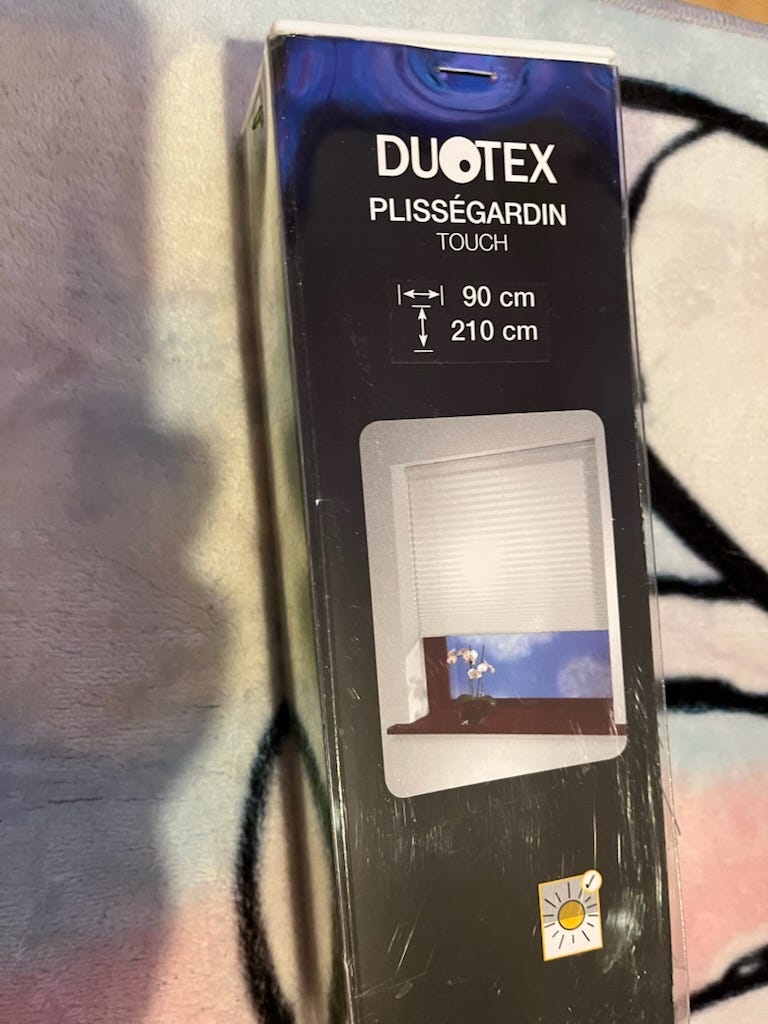 DUOTEX
PLISSÉGARDIN
TOUCH
90 cm
210 cm